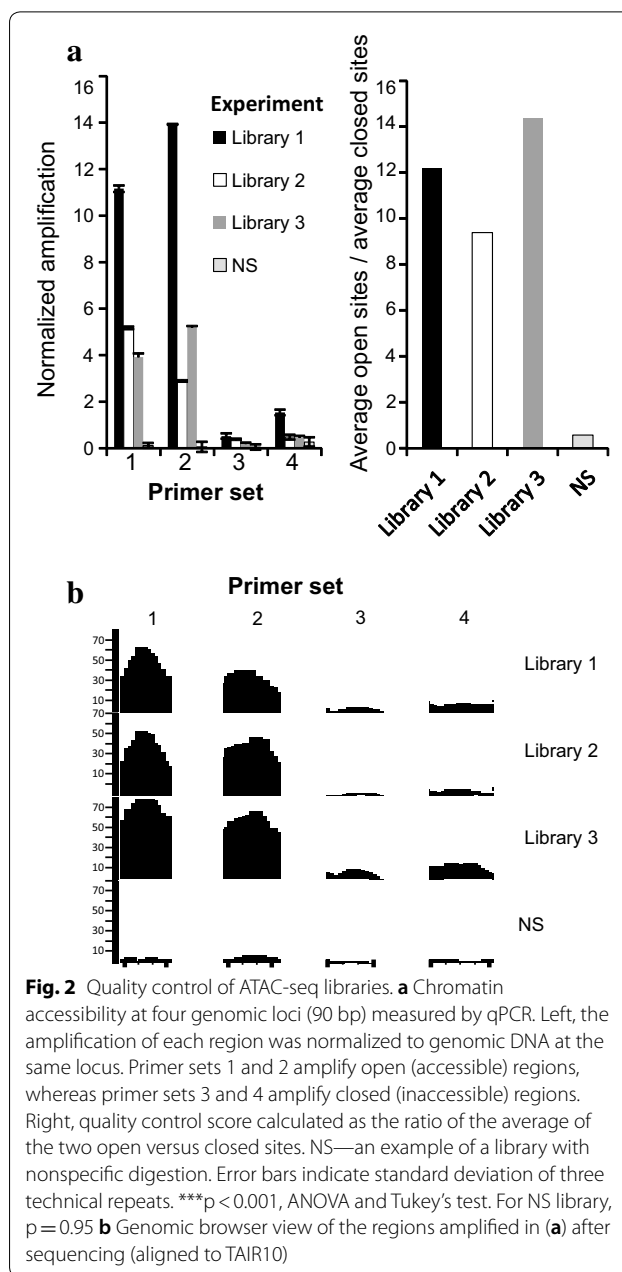 a
Normalized amplification
16
14
12
10
8
6
4
2
0
1 2 3 4
Primer set
Experiment
Library 1
Library 2
Library 3
NS
Average open sites / average closed sites
16
14
12
10
8
6
4
2
0
Library 1
Library 2
Library 3
NS
b
Primer set
1 2 3 4
70
50
30
10
Library 1
70
50
30
10
Library 2
70
50
30
10
Library 3
70
50
30
10
NS
Fig. 2 Quality control of ATAC-seq libraries. a Chromatin
accessibility at four genomic loci (90 bp) measured by qPCR. Left, the
amplification of each region was normalized to genomic DNA at the
same locus. Primer sets 1 and 2 amplify open (accessible) regions,
whereas primer sets 3 and 4 amplify closed (inaccessible) regions.
Right, quality control score calculated as the ratio of the average of
the two open versus closed sites. NS—an example of a library with
nonspecific digestion. Error bars indicate standard deviation of three
technical repeats. ***p < 0.001, ANOVA and Tukey's test. For NS library,
p = 0.95 b Genomic browser view of the regions amplified in (a) after
sequencing (aligned to TAIR10)